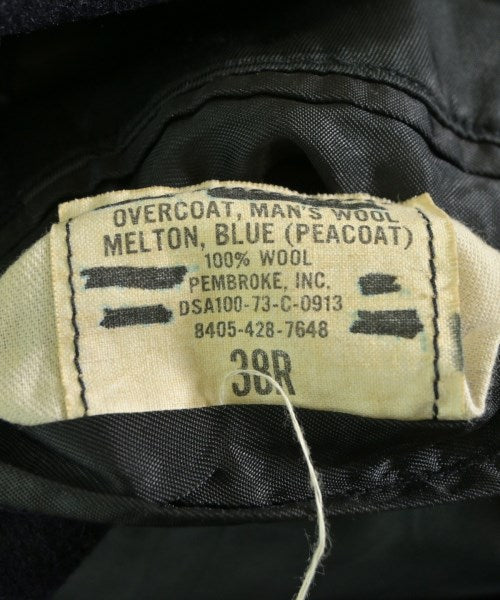 OVERCOAT, MAN'S WOOL
MELTON, BLUE (PEACOAT)
100% WOOL
PEMBROKE, INC.
DSA100-73-C-0913
8405-428-7648
38R